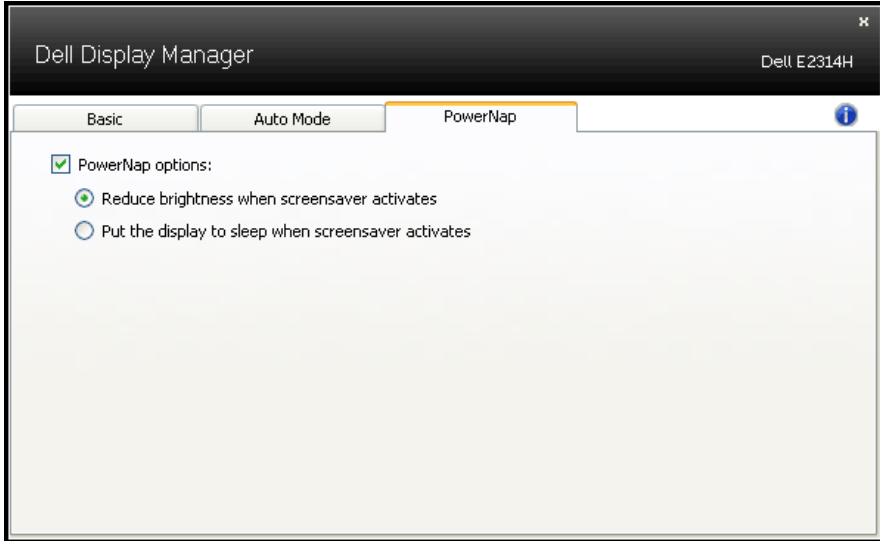 Dell Display Manager
Dell E2314H
Basic
Auto Mode
PowerNap
PowerNap options:
Reduce brightness when screensaver activates
Put the display to sleep when screensaver activates